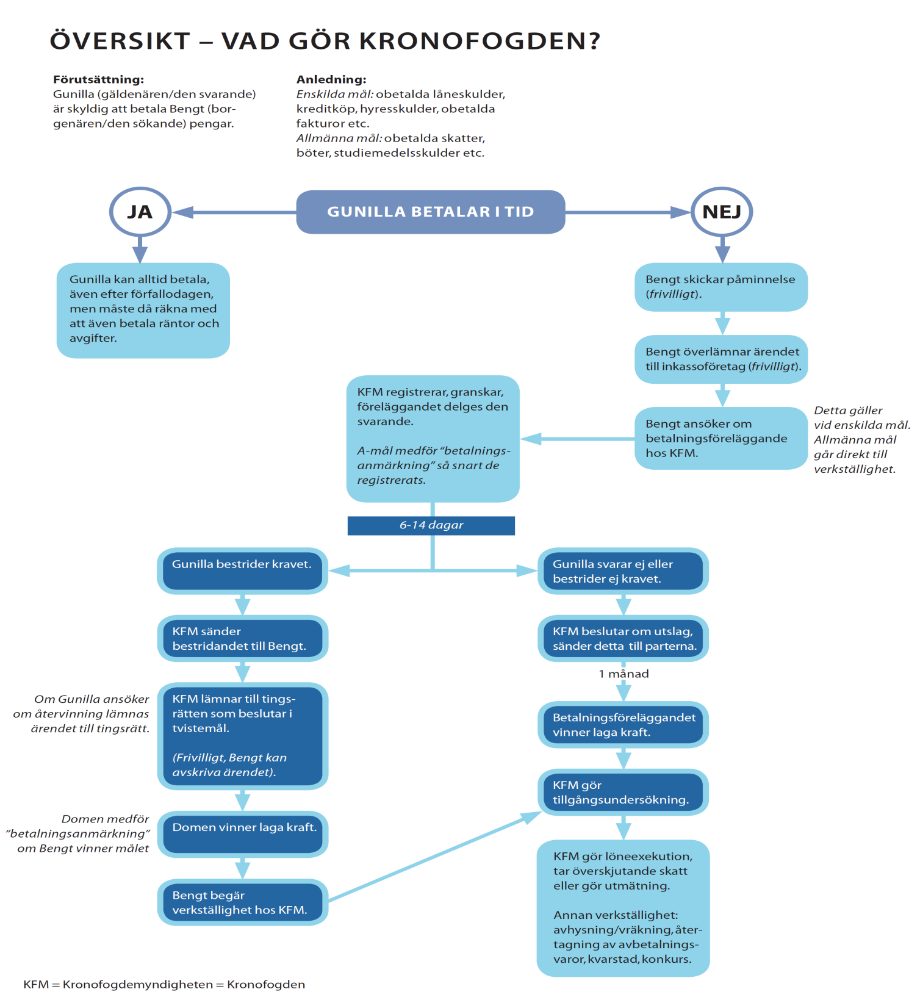 ÖVERSIKT – VAD GÖR KRONOFOGDEN?
Förutsättning:
Gunilla (gäldenären/den svarande)
är skyldig att betala Bengt (bor-
genären/den sökande) pengar.
Anledning:
Enskilda mål: obetalda låneskulder,
kreditköp, hyresskulder, obetalda
fakturor etc.
Allmänna mål: obetalda skatter,
böter, studiemedelsskulder etc.
JA
GUNILLA BETALAR I TID
NEJ
Gunilla kan alltid betala,
även efter förfallodagen,
men måste då räkna med
att även betala räntor och
avgifter.
Bengt skickar påminnelse
(frivilligt).
Bengt överlämnar ärendet
till inkassoföretag (frivilligt).
Bengt ansöker om
betalningsföreläggande
hos KFM.
Detta gäller
vid enskilda mål.
Allmänna mål
går direkt till
verkställighet.
KFM registrerar, granskar,
föreläggandet delges den
svarande.
A-mål medför “betalnings-
anmärkning” så snart de
registrerats.
6-14 dagar
Gunilla bestrider kravet.
KFM sänder
bestridandet till Bengt.
Om Gunilla ansöker
om återvinning lämnas
ärendet till tingsrätt.
KFM lämnar till tings-
rätten som beslutar i
tvistemål.
(Frivilligt, Bengt kan
avskriva ärendet).
Domen medför
“betalningsanmärkning”
om Bengt vinner målet
Domen vinner laga kraft.
Bengt begär
verkställighet hos KFM.
Gunilla svarar ej eller
bestrider ej kravet.
KFM beslutar om utslag,
sänder detta till parterna.
1 månad
Betalningsföreläggandet
vinner laga kraft.
KFM gör
tillgångsundersökning.
KFM gör löneexekution,
tar överskjutande skatt
eller gör utmätning.
Annan verkställighet:
avhysning/vräkning, åter-
tagning av avbetalnings-
varor, kvarstad, konkurs.
KFM = Kronofogdemyndigheten = Kronofogden